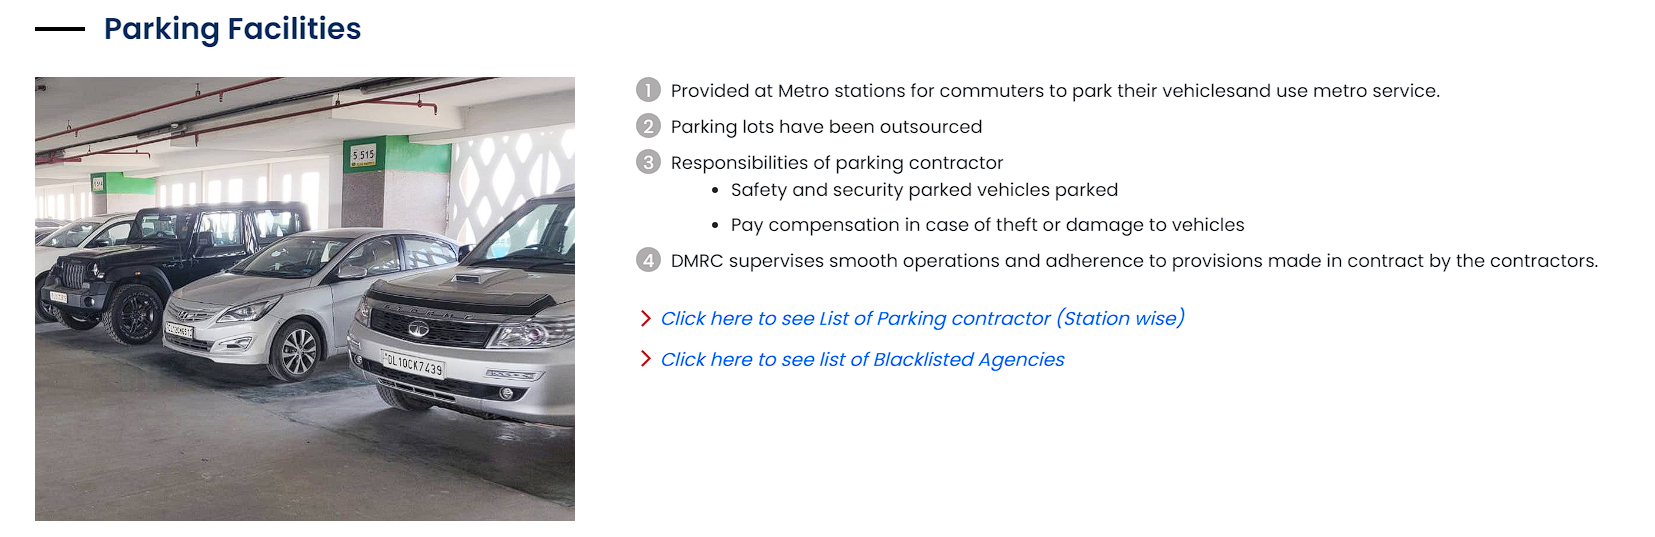 Parking Facilities
5 515
STORME
TATA
DL10CK7439
1 Provided at Metro stations for commuters to park their vehiclesand use metro service.
2 Parking lots have been outsourced
3 Responsibilities of parking contractor
• Safety and security parked vehicles parked
• Pay compensation in case of theft or damage to vehicles
4 DMRC supervises smooth operations and adherence to provisions made in contract by the contractors.
Click here to see List of Parking contractor (Station wise)
Click here to see list of Blacklisted Agencies